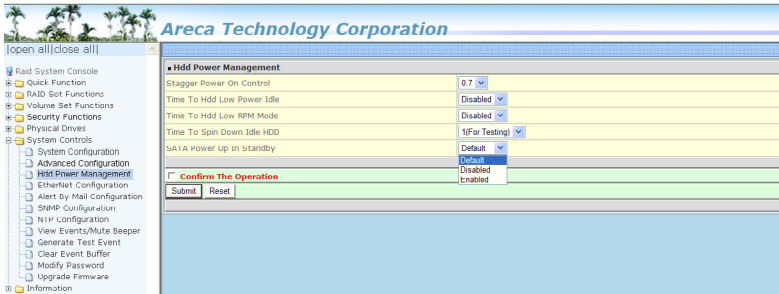 Areca Technology Corporation
|open all|close all|
Raid System Console
Quick Function
RAID Set Functions
Volume Set Functions
Security Functions
Physical Drives
System Controls
System Configuration
Advanced Configuration
Hdd Power Management
EtherNet Configuration
Alert By Mail Configuration
SNMP Configuration
NTP Configuration
View Events/Mute Beeper
Generate Test Event
Clear Event Buffer
Modify Password
Upgrade Firmware
Information
Hdd Power Management
Stagger Power On Control 0.7
Time To Hdd Low Power Idle Disabled
Time To Hdd Low RPM Mode Disabled
Time To Spin Down Idle HDD 1(For Testing)
SATA Power Up In Standby Default
Default
Disabled
Enabled
Confirm The Operation
Submit Reset